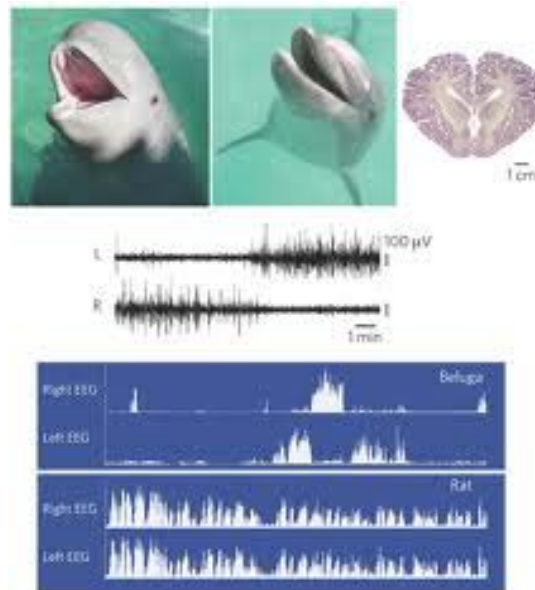 1 cm
L
100 μV
R
1 min
Beluga
Right EEG
Left EEG
Rat
Right EEG
Left EEG